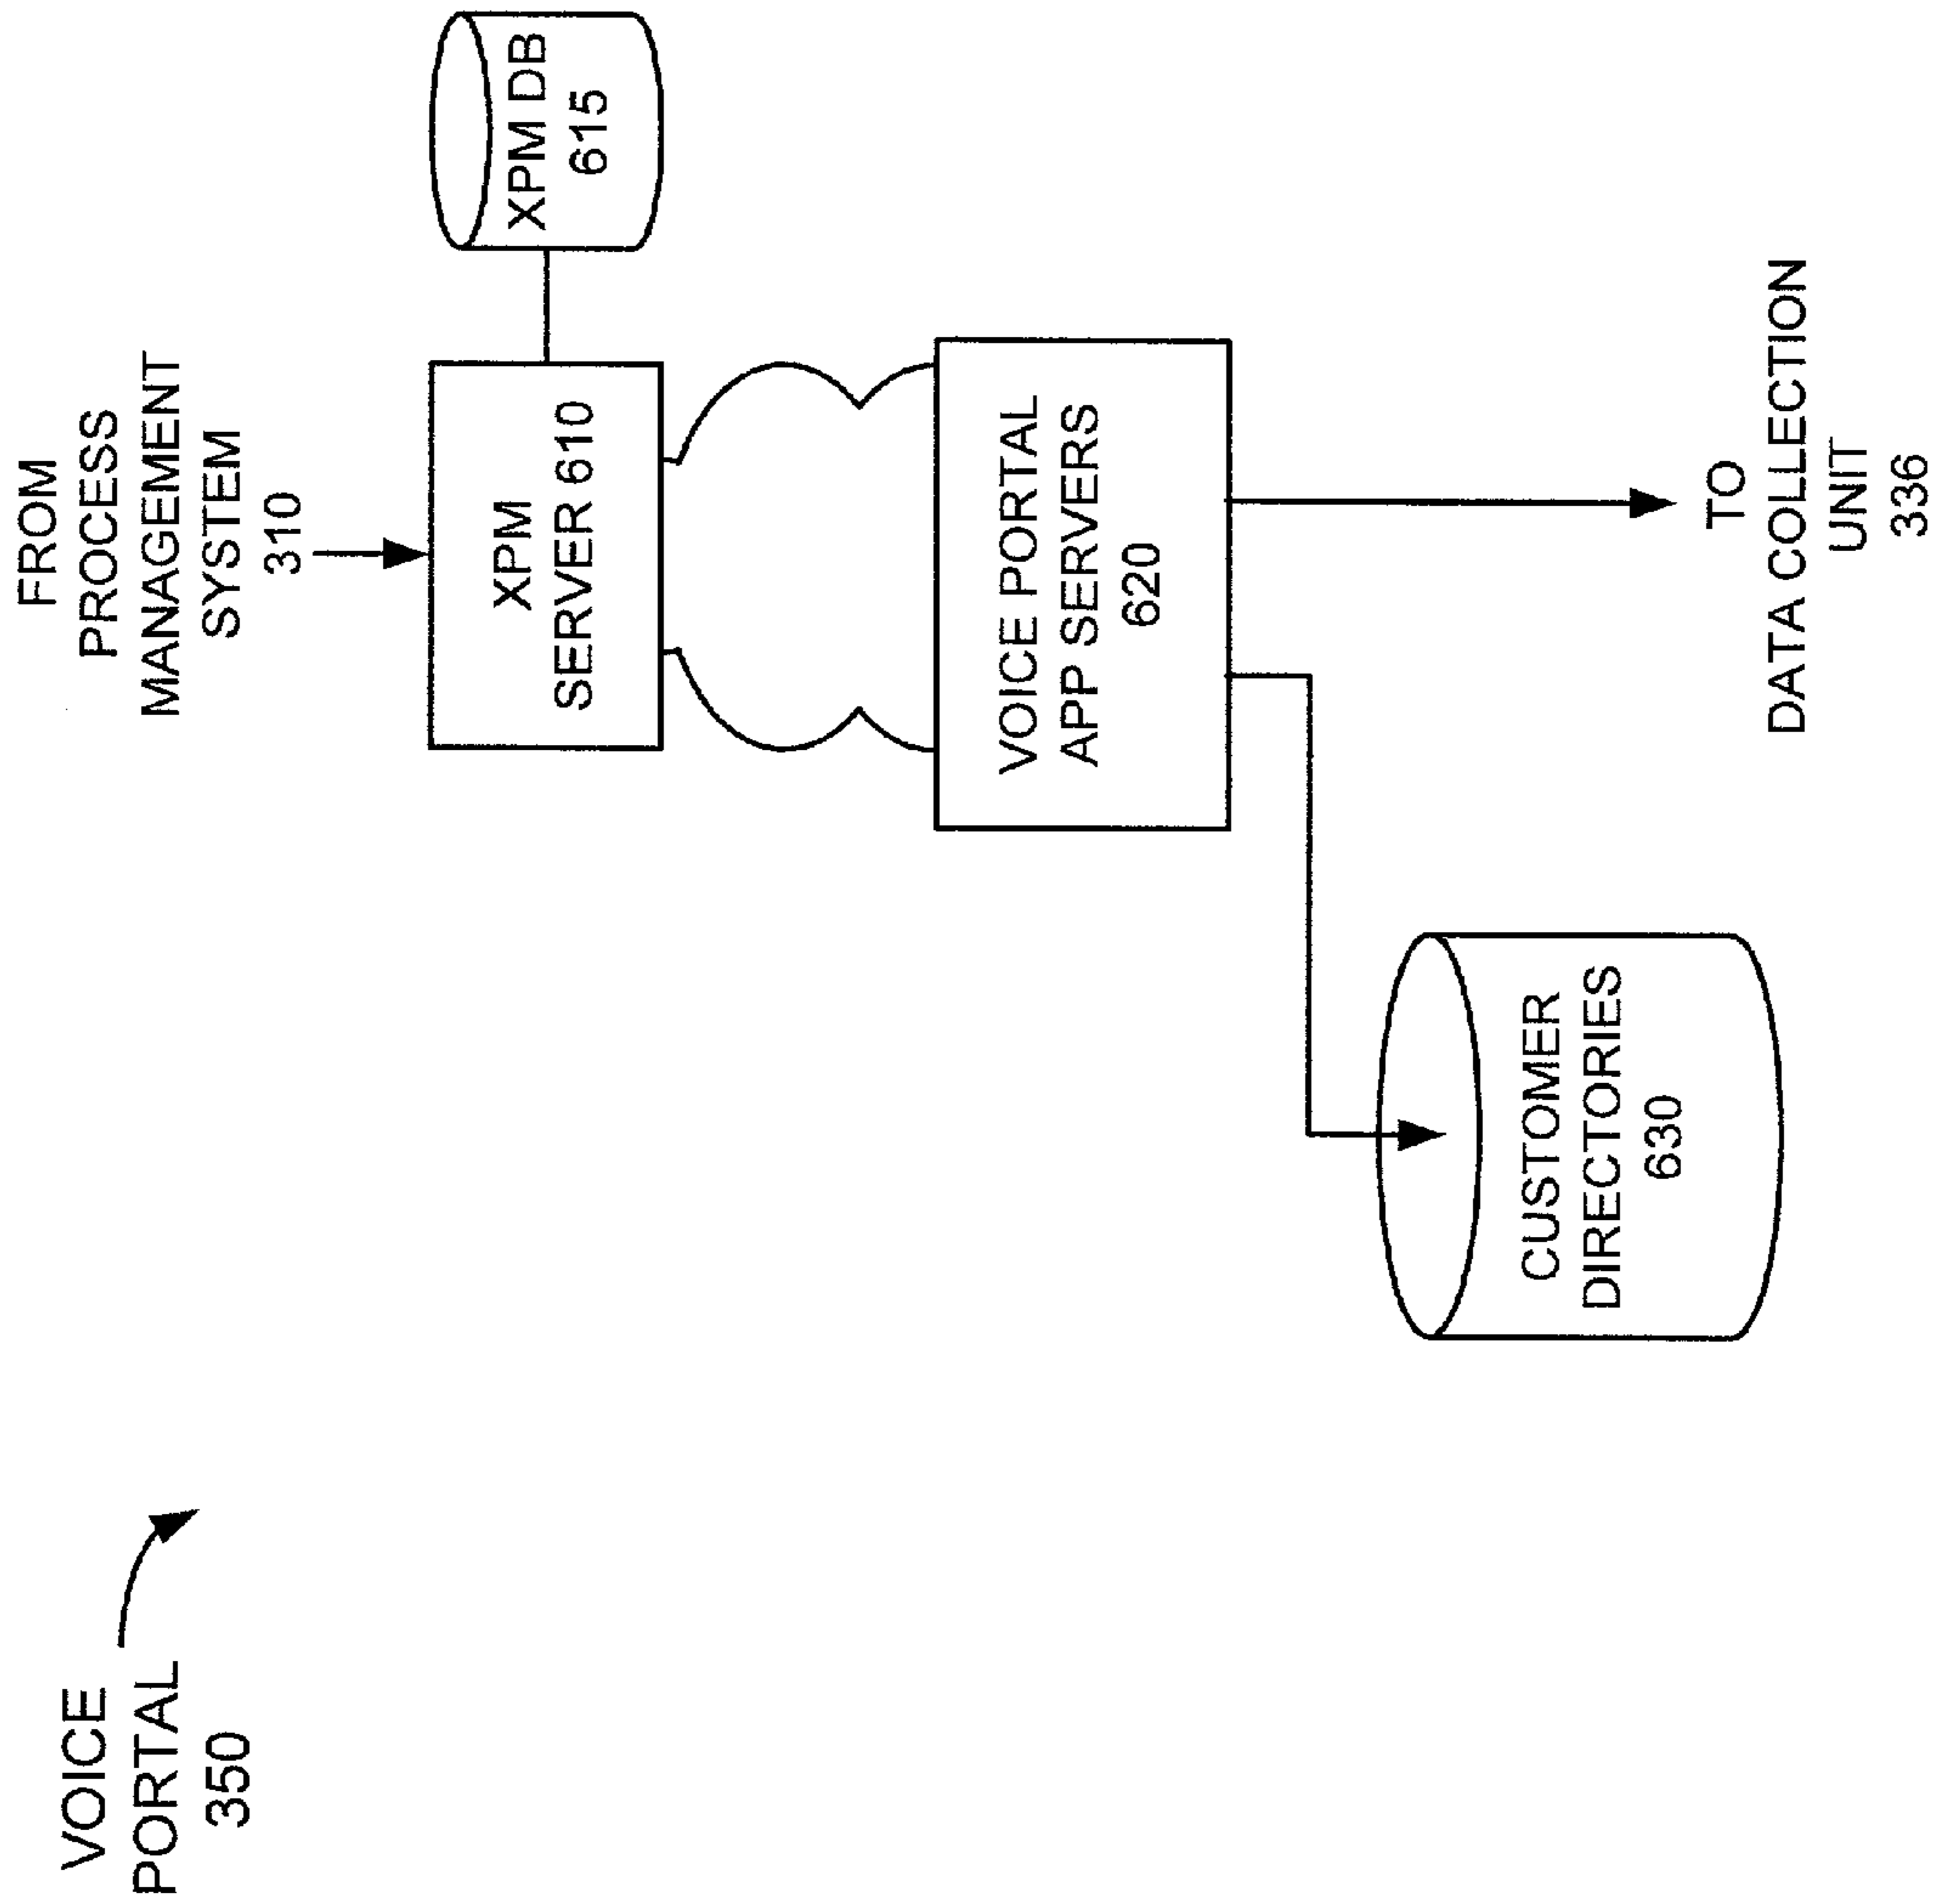 VOICE
PORTAL
350
FROM
PROCESS
MANAGEMENT
SYSTEM
310
XPM
SERVER 610
XPM DB
615
VOICE PORTAL
APP SERVERS
620
CUSTOMER
DIRECTORIES
630
TO
DATA COLLECTION
UNIT
336